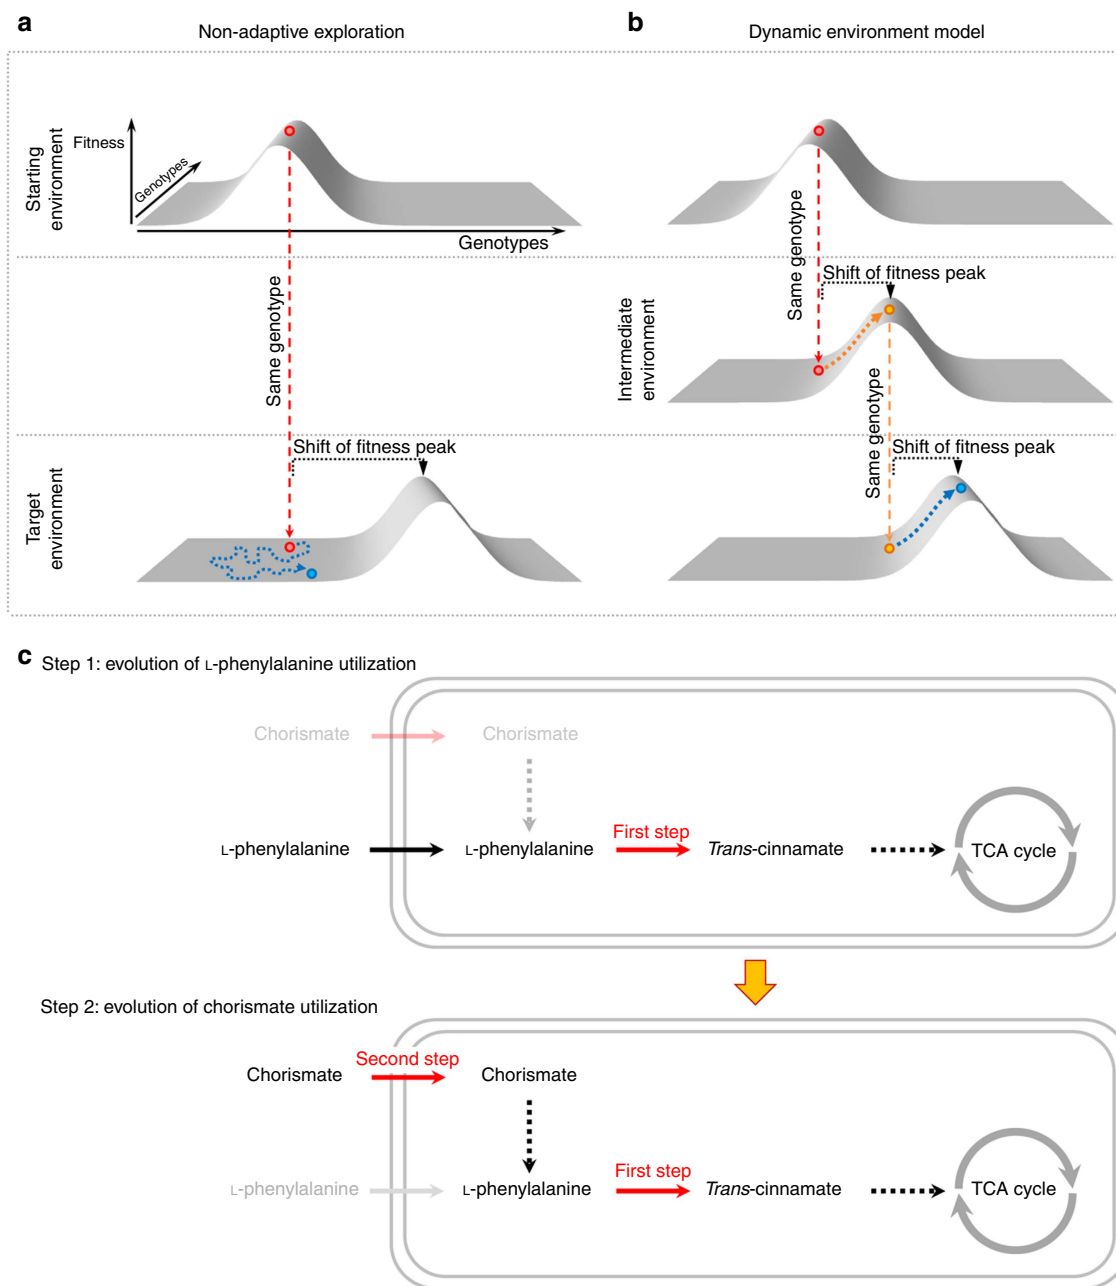 a
Non-adaptive exploration
b
Dynamic environment model
Starting
environment
Fitness
Genotypes
Genotypes
Same genotype
Shift of fitness peak
Intermediate
environment
Same genotype
Target
environment
Shift of fitness peak
Same genotype
Shift of fitness peak
c
Step 1: evolution of L-phenylalanine utilization
Chorismate
Chorismate
L-phenylalanine
L-phenylalanine
First step
Trans-cinnamate
TCA cycle
Step 2: evolution of chorismate utilization
Chorismate
Second step
Chorismate
L-phenylalanine
L-phenylalanine
First step
Trans-cinnamate
TCA cycle